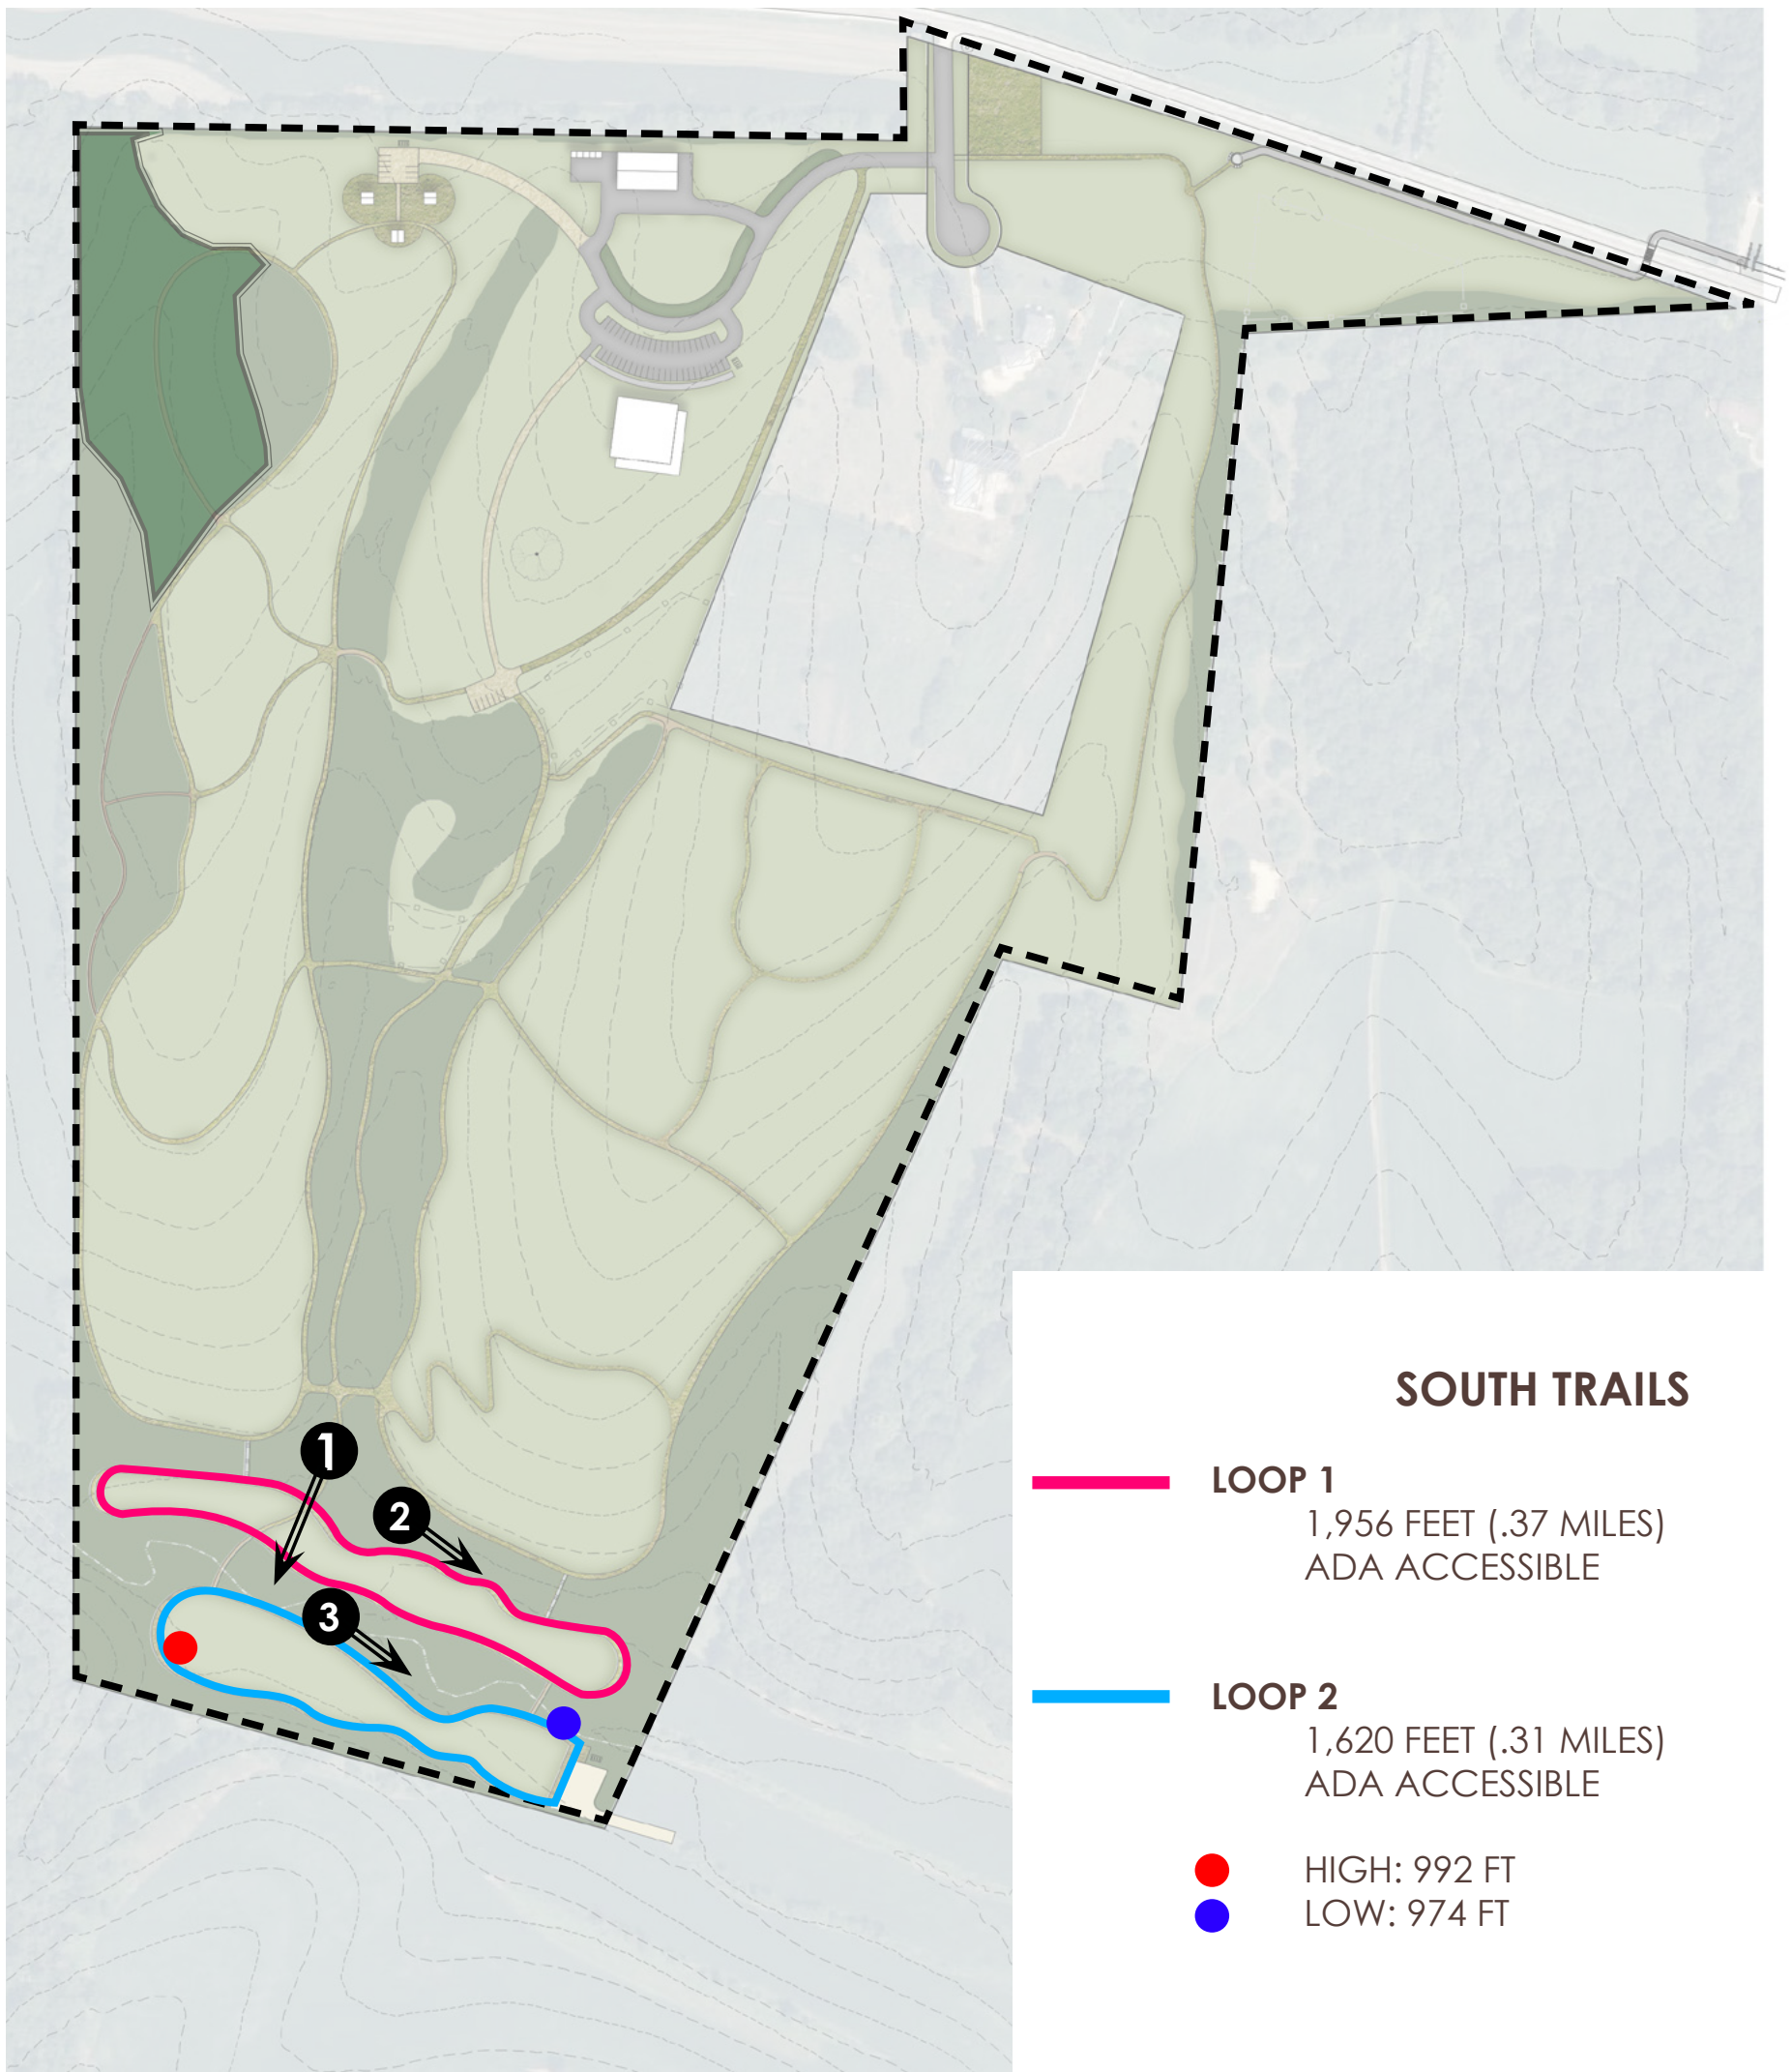 1
2
3
SOUTH TRAILS
LOOP 1
1,956 FEET (.37 MILES)
ADA ACCESSIBLE
LOOP 2
1,620 FEET (.31 MILES)
ADA ACCESSIBLE
HIGH: 992 FT
LOW: 974 FT